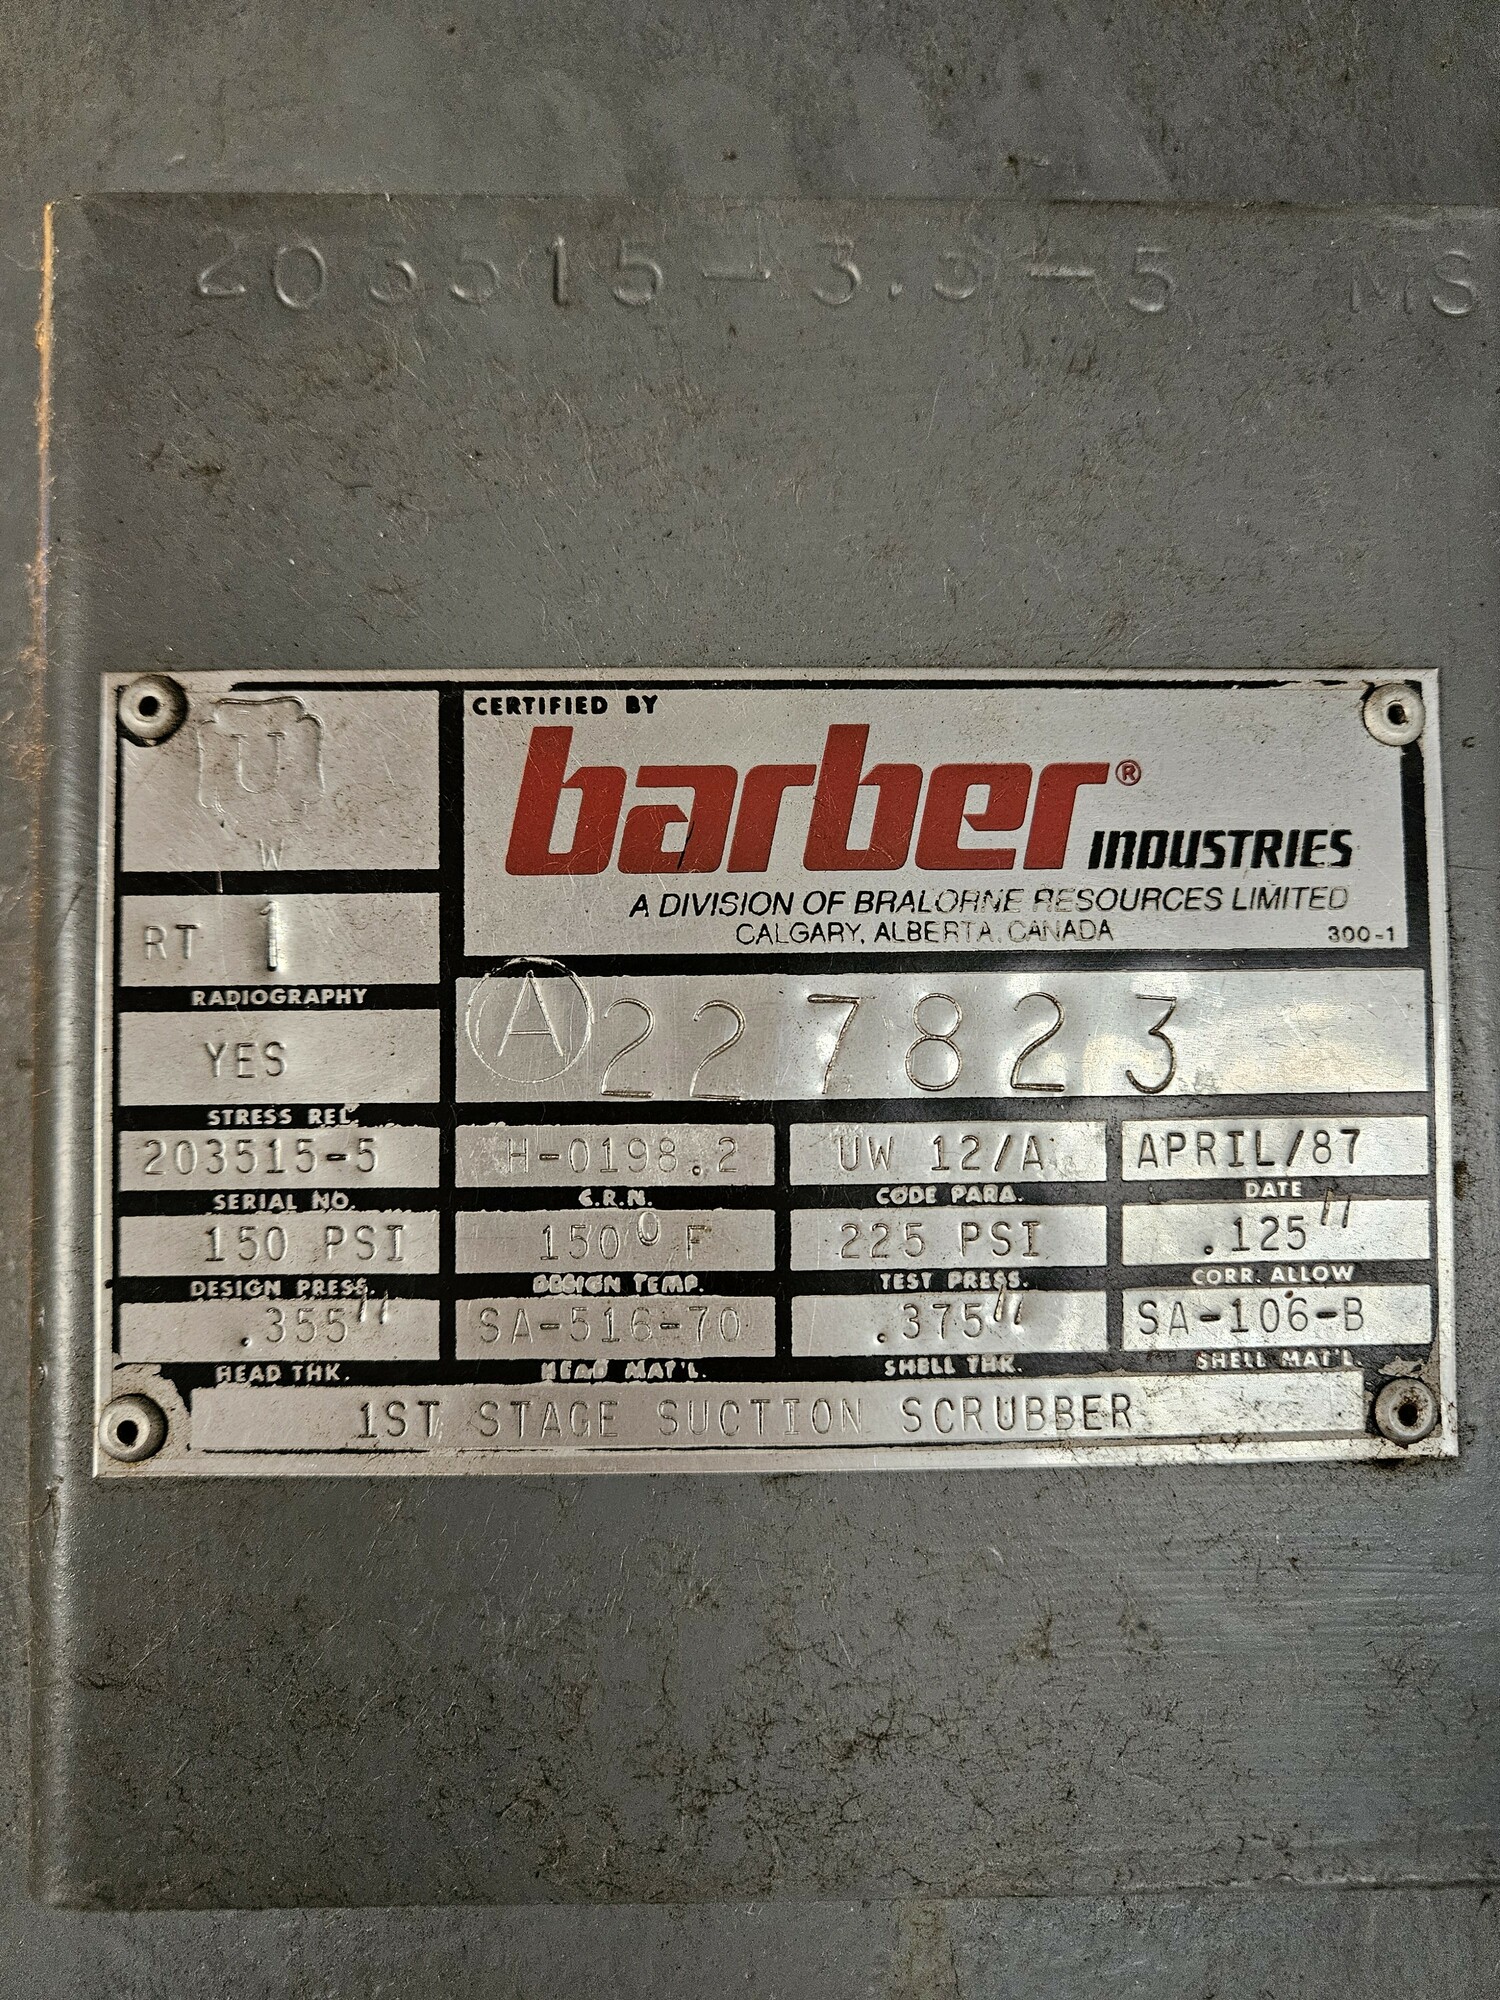 203515-3.3-5 MS
U
W
CERTIFIED BY
barber® INDUSTRIES
A DIVISION OF BRALORNE RESOURCES LIMITED
CALGARY, ALBERTA, CANADA 300-1
RT 1
RADIOGRAPHY
A 227823
YES
STRESS REL.
203515-5 H-0198.2 UW 12/A APRIL/87
SERIAL NO. C.R.N. CODE PARA. DATE
150 PSI 150° F 225 PSI .125"
DESIGN PRESS. DESIGN TEMP. TEST PRESS. CORR. ALLOW
.355" SA-516-70 .375" SA-106-B
HEAD THK. HEAD MAT'L. SHELL THK. SHELL MAT'L.
1ST STAGE SUCTION SCRUBBER